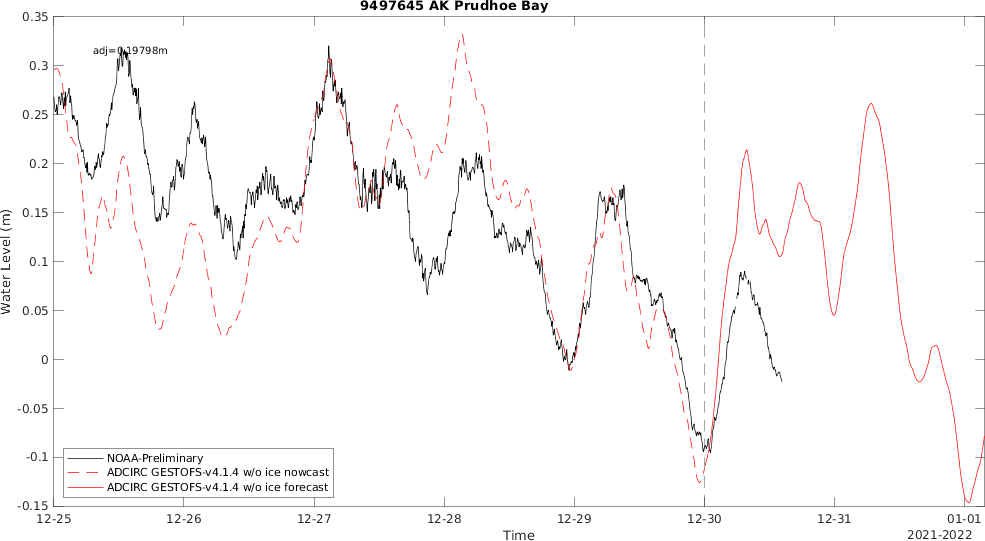 9497645 AK Prudhoe Bay
adj=0.19798m
Water Level (m)
0.35
0.3
0.25
0.2
0.15
0.1
0.05
0
-0.05
-0.1
-0.15
NOAA-Preliminary
ADCIRC GESTOFS-v4.1.4 w/o ice nowcast
ADCIRC GESTOFS-v4.1.4 w/o ice forecast
12-25 12-26 12-27 12-28 12-29 12-30 12-31 01-01
Time
2021-2022